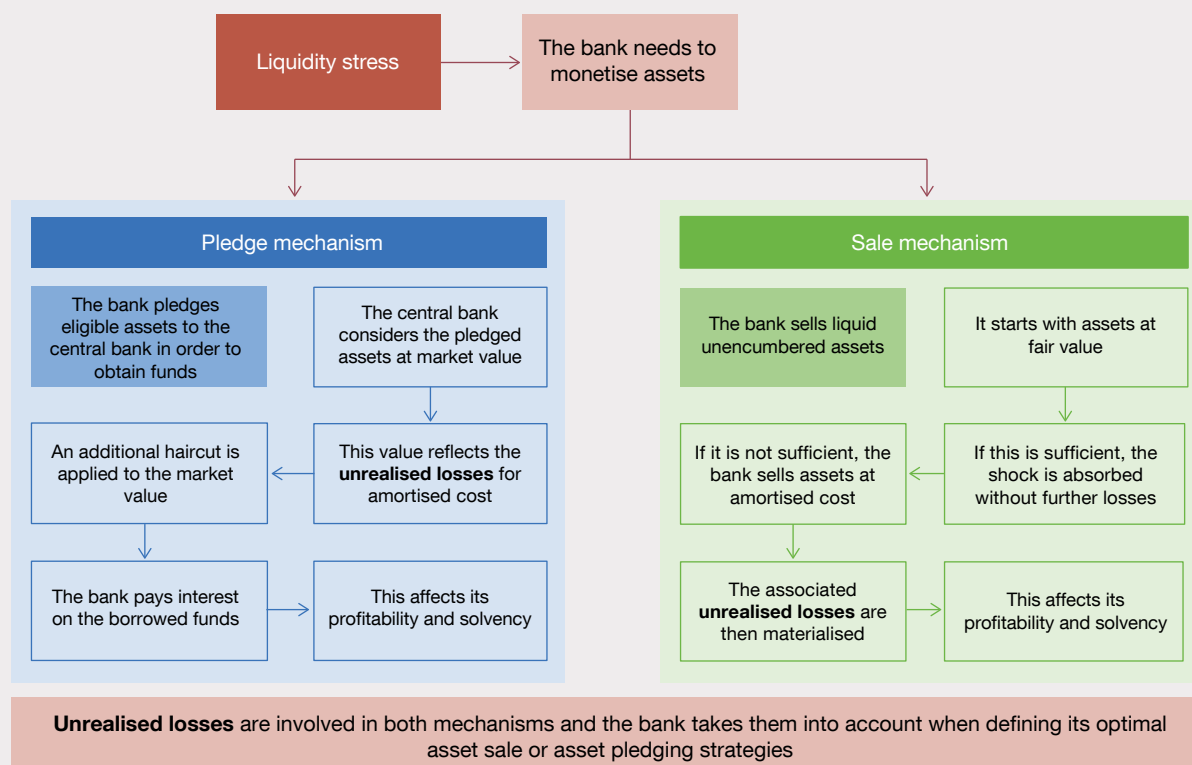 Liquidity stress
The bank needs to
monetise assets
Pledge mechanism
The bank pledges
eligible assets to the
central bank in order to
obtain funds
The central bank
considers the pledged
assets at market value
An additional haircut is
applied to the market
value
This value reflects the
unrealised losses for
amortised cost
The bank pays interest
on the borrowed funds
This affects its
profitability and solvency
Sale mechanism
The bank sells liquid
unencumbered assets
It starts with assets at
fair value
If it is not sufficient, the
bank sells assets at
amortised cost
If this is sufficient, the
shock is absorbed
without further losses
The associated
unrealised losses are
then materialised
This affects its
profitability and solvency
Unrealised losses are involved in both mechanisms and the bank takes them into account when defining its optimal
asset sale or asset pledging strategies